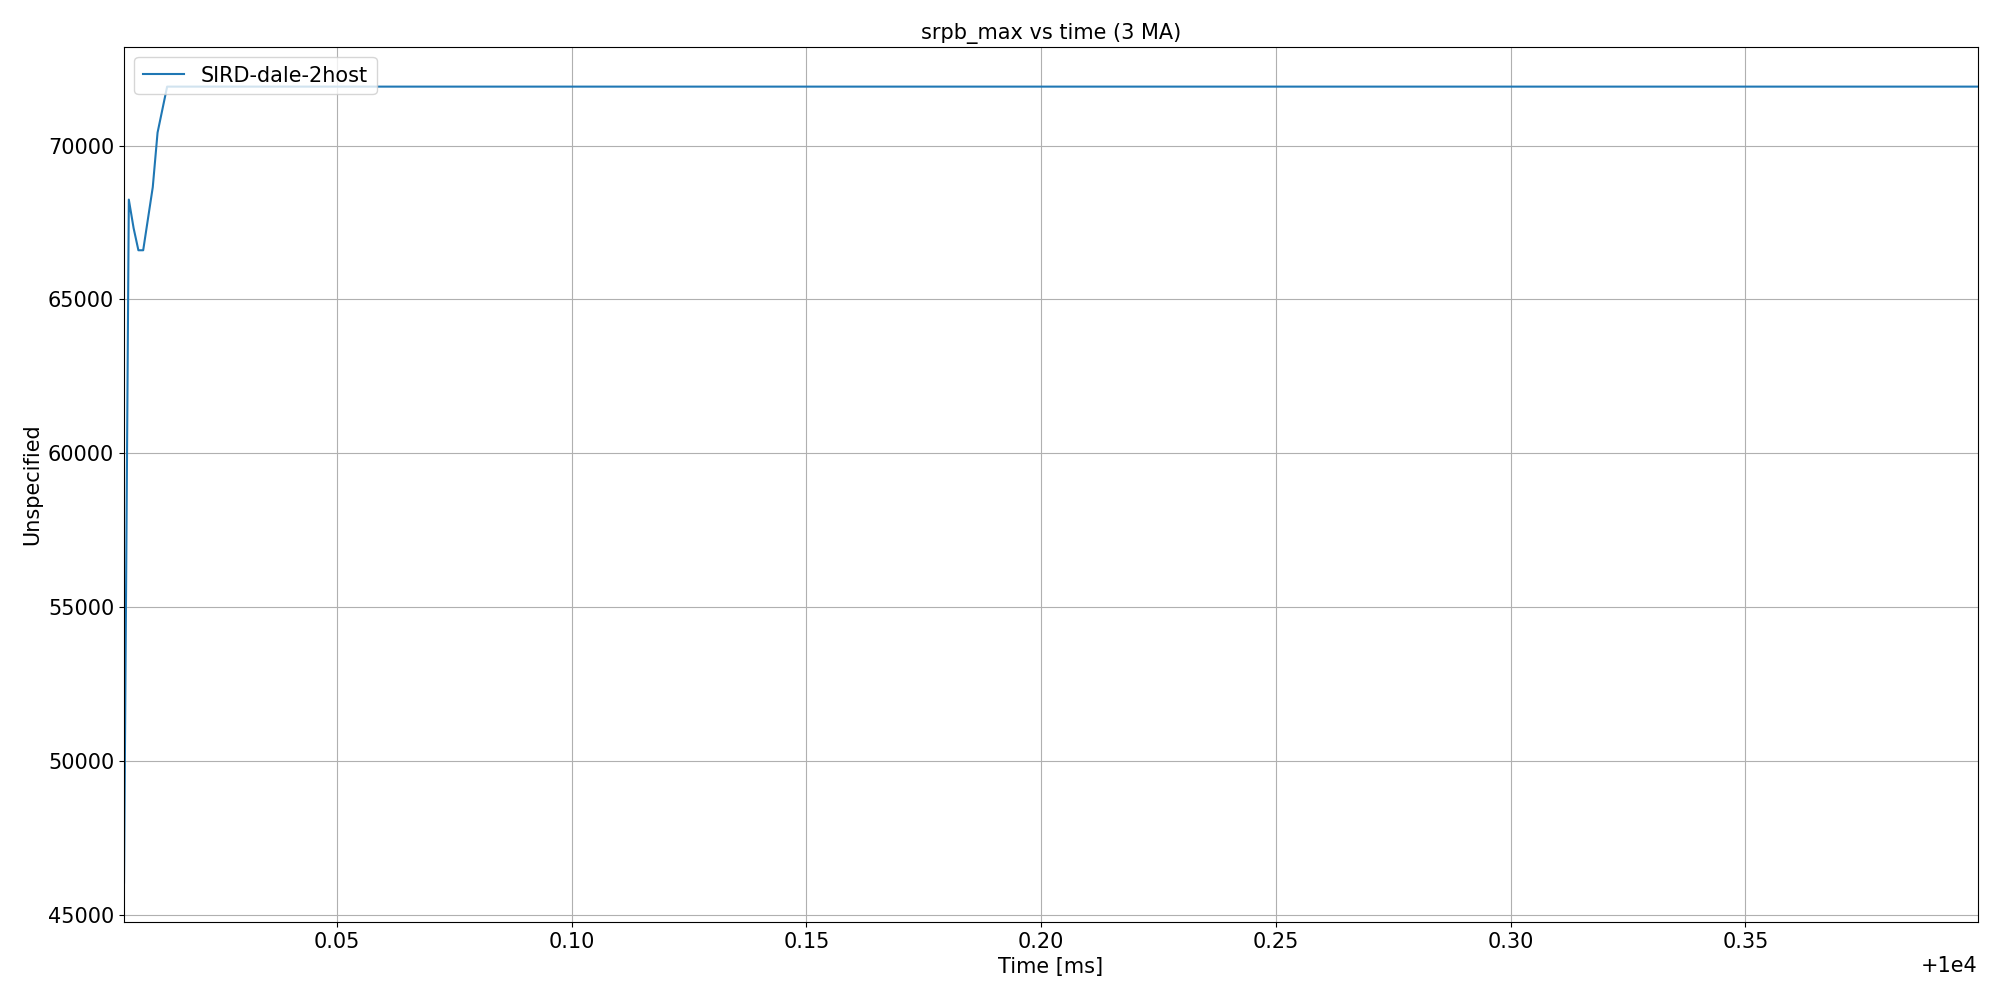 srpb_max vs time (3 MA)
SIRD-dale-2host
70000
65000
60000
55000
50000
45000
Unspecified
0.05 0.10 0.15 0.20 0.25 0.30 0.35
Time [ms]
+1e4